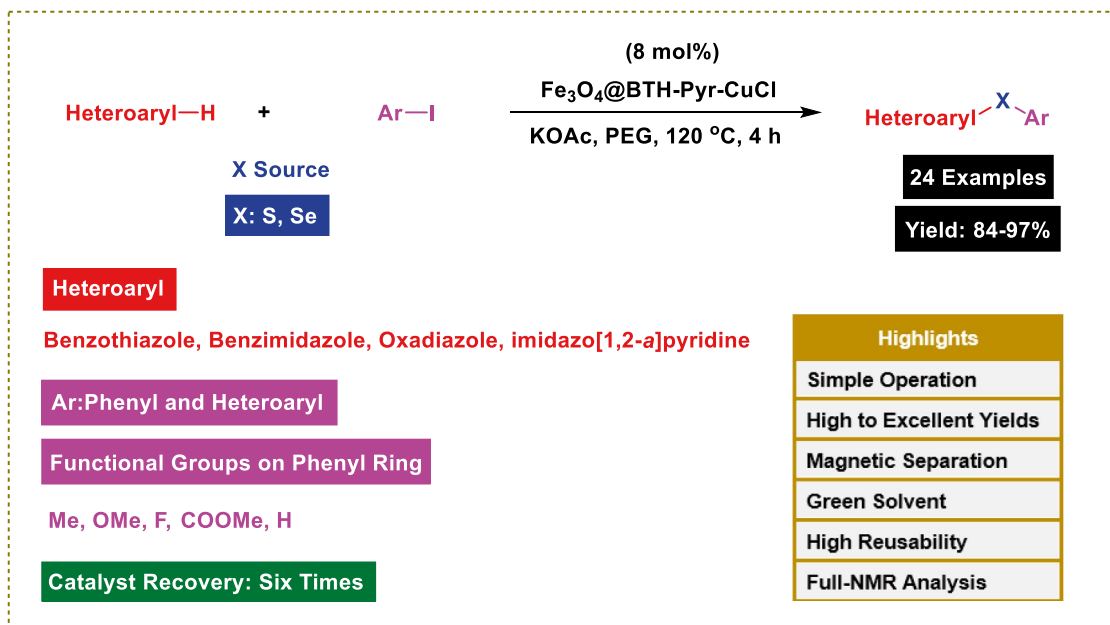 (8 mol%)
Heteroaryl—H + Ar—I Fe₃O₄@BTH-Pyr-CuCl Heteroaryl X Ar
KOAc, PEG, 120 °C, 4 h
X Source
X: S, Se
24 Examples
Yield: 84-97%
Heteroaryl
Benzothiazole, Benzimidazole, Oxadiazole, imidazo[1,2-a]pyridine
Ar:Phenyl and Heteroaryl
Functional Groups on Phenyl Ring
Me, OMe, F, COOMe, H
Catalyst Recovery: Six Times
Highlights
Simple Operation
High to Excellent Yields
Magnetic Separation
Green Solvent
High Reusability
Full-NMR Analysis